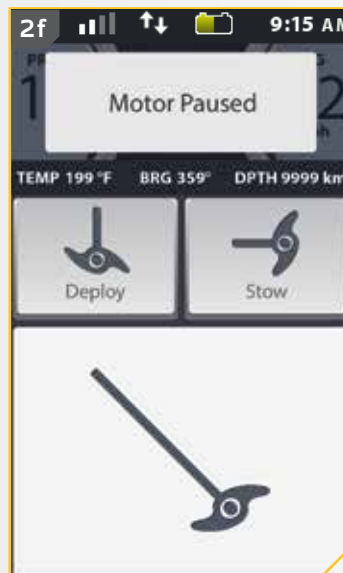 2f 9:15 AM
Motor Paused
TEMP 199 °F BRG 359° DPTH 9999 km
Deploy Stow